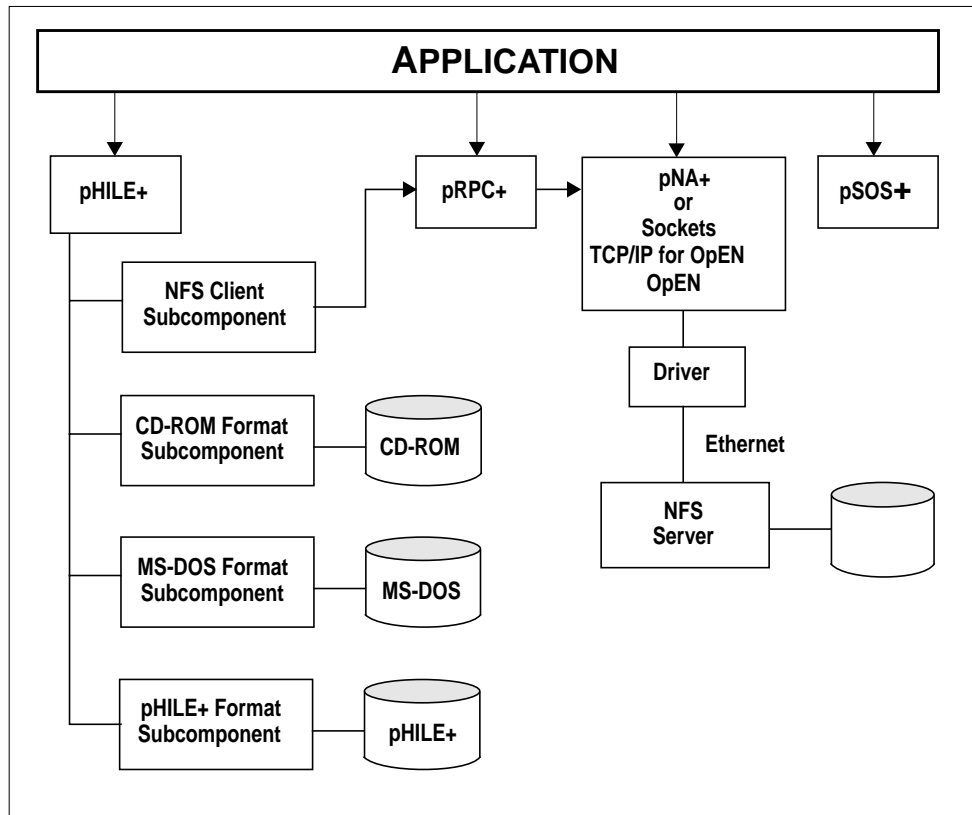 APPLICATION
pHILE+
pRPC+
pNA+
or
Sockets
TCP/IP for OpEN
OpEN
pSOS+
NFS Client
Subcomponent
Driver
CD-ROM Format
Subcomponent
CD-ROM
Ethernet
NFS
Server
MS-DOS Format
Subcomponent
MS-DOS
pHILE+ Format
Subcomponent
pHILE+